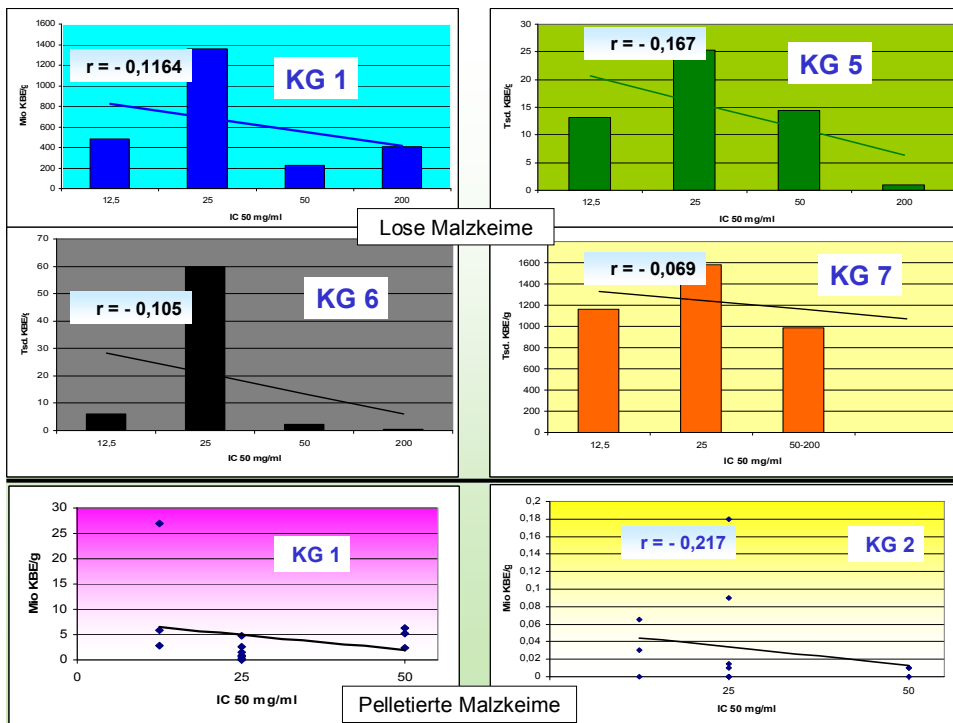 Mio KBE/g
1600
1400
1200
1000
800
600
400
200
0
r = - 0,1164
KG 1
12,5 25 50 200
IC 50 mg/ml
Tsd. KBE/g
30
25
20
15
10
5
0
r = - 0,167
KG 5
12,5 25 50 200
IC 50 mg/ml
Lose Malzkeime
Tsd. KBE/
70
60
50
40
30
20
10
0
r = - 0,105
KG 6
12,5 25 50 200
IC 50 mg/ml
Tsd. KBE/g
1600
1400
1200
1000
800
600
400
200
0
r = - 0,069
KG 7
12,5 25 50-200
IC 50 mg/ml
Mio KBE/g
30
25
20
15
10
5
0
KG 1
0 25 50
IC 50 mg/ml
Mio KBE/g
0,2
0,18
0,16
0,14
0,12
0,1
0,08
0,06
0,04
0,02
0
r = - 0,217
KG 2
25 50
IC 50 mg/ml
Pelletierte Malzkeime